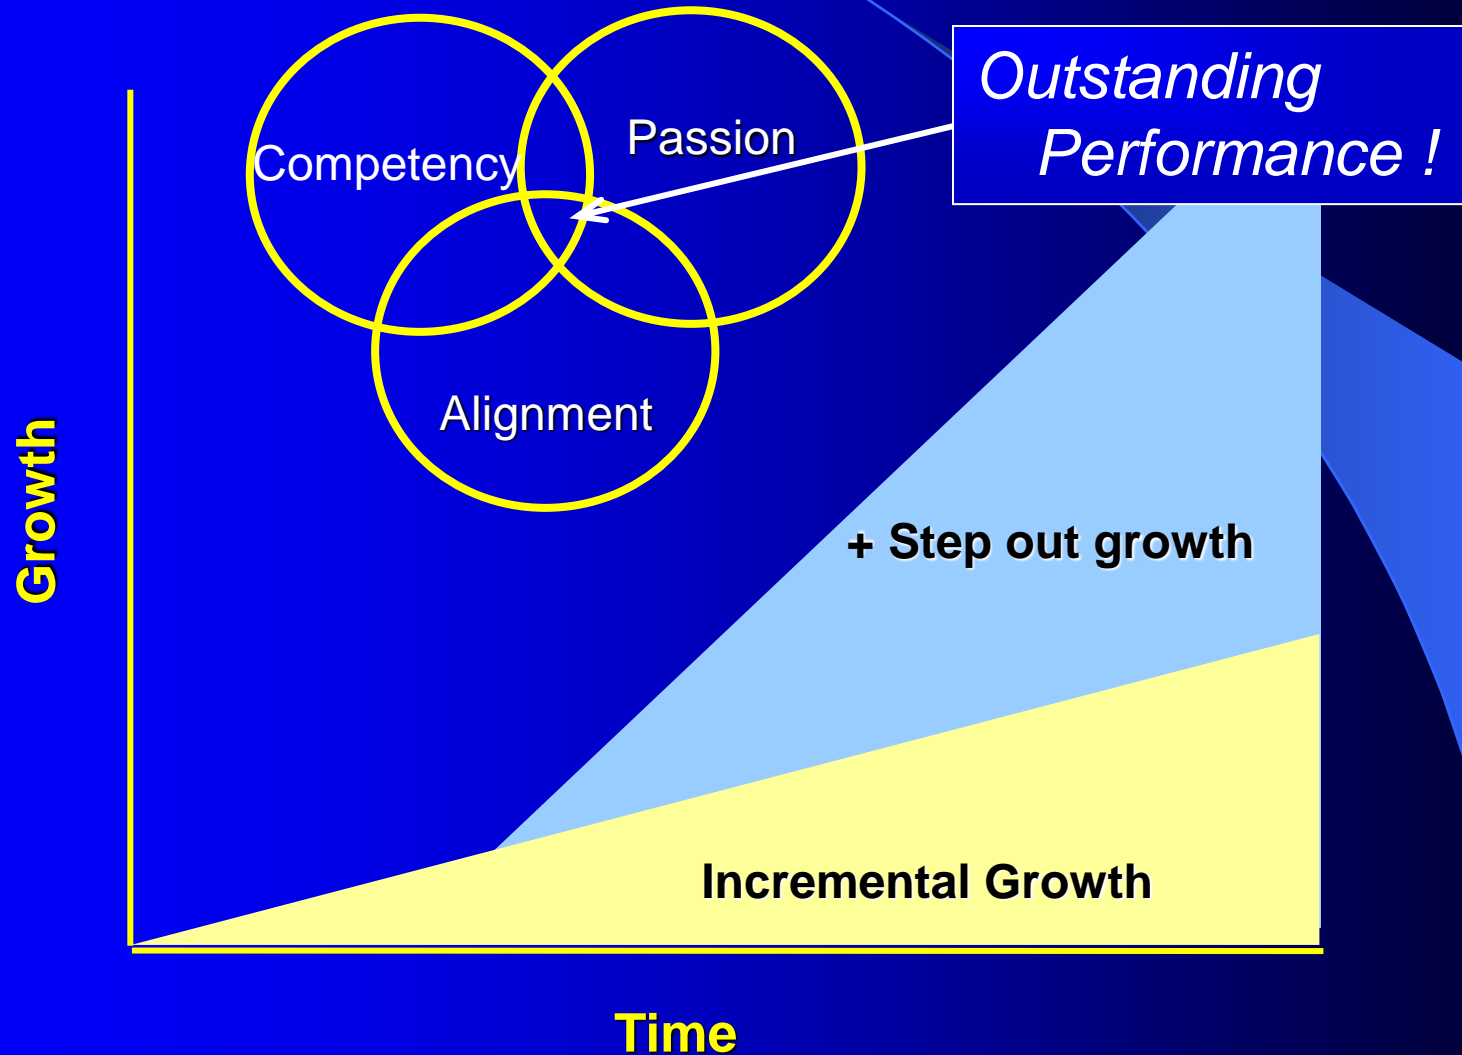 Outstanding
Performance !
Passion
Competency
Alignment
Growth
+ Step out growth
Incremental Growth
Time